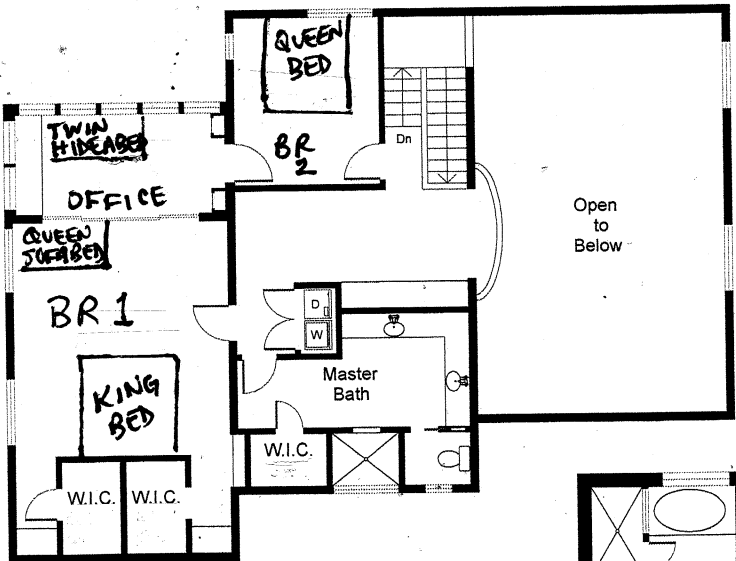 QUEEN
BED
TWIN
HIDEABED
BR
2
Dn
OFFICE
Open
to
Below
QUEEN
SOFABED
BR 1
D
W
Master
Bath
KING
BED
W.I.C.
W.I.C.
W.I.C.